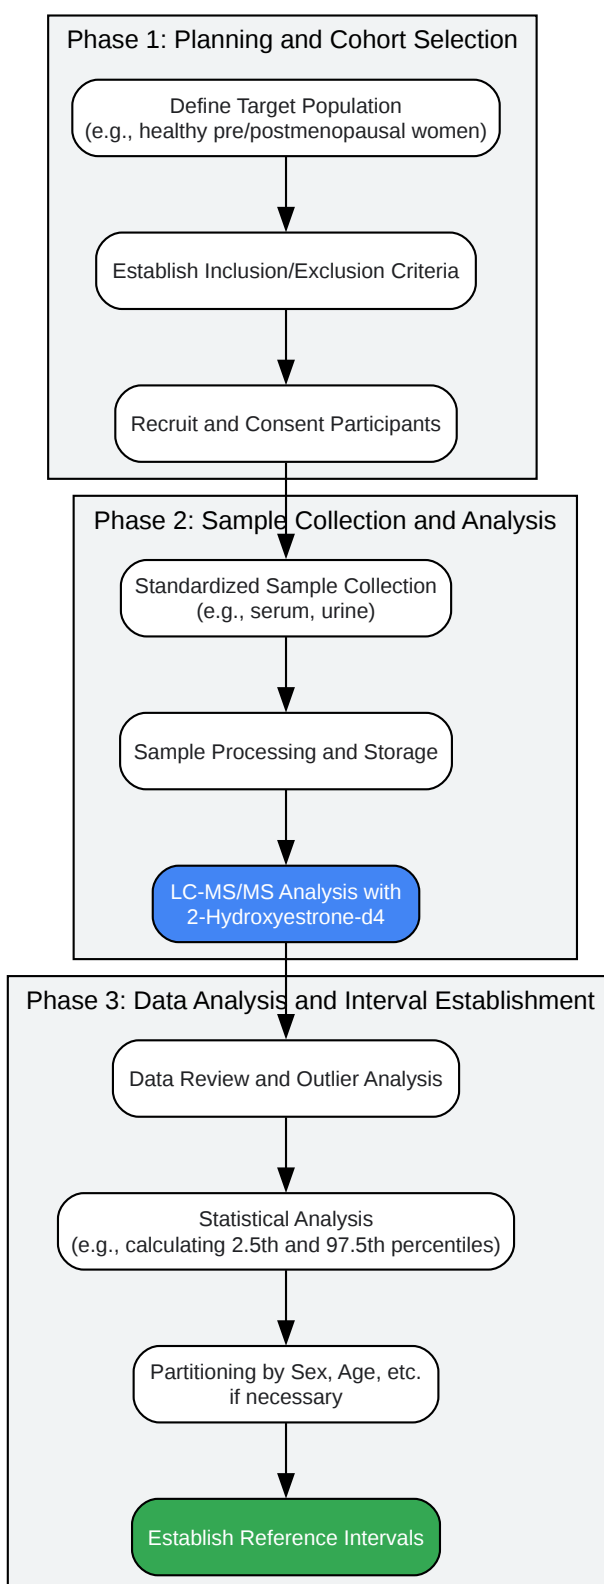 Phase 1: Planning and Cohort Selection
Define Target Population
(e.g., healthy pre/postmenopausal women)
Establish Inclusion/Exclusion Criteria
Recruit and Consent Participants
Phase 2: Sample Collection and Analysis
Standardized Sample Collection
(e.g., serum, urine)
Sample Processing and Storage
LC-MS/MS Analysis with
2-Hydroxyestrone-d4
Phase 3: Data Analysis and Interval Establishment
Data Review and Outlier Analysis
Statistical Analysis
(e.g., calculating 2.5th and 97.5th percentiles)
Partitioning by Sex, Age, etc.
if necessary
Establish Reference Intervals